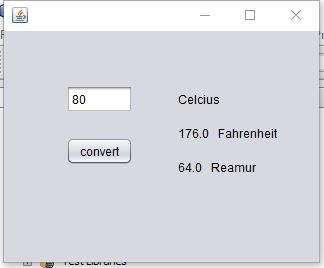 80 Celcius
176.0 Fahrenheit
convert
64.0 Reamur
Test Libraries